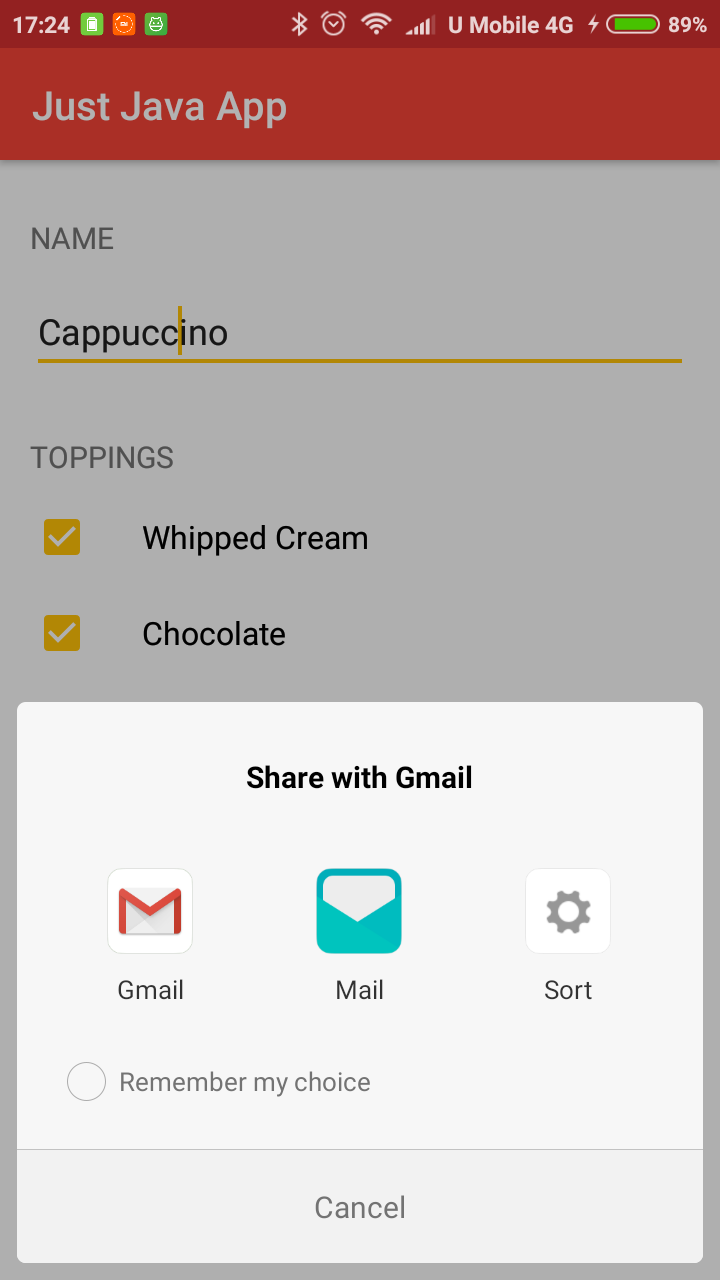 17:24 U Mobile 4G 89%
Just Java App
NAME
Cappuccino
TOPPINGS
Whipped Cream
Chocolate
Share with Gmail
Gmail Mail Sort
Remember my choice
Cancel